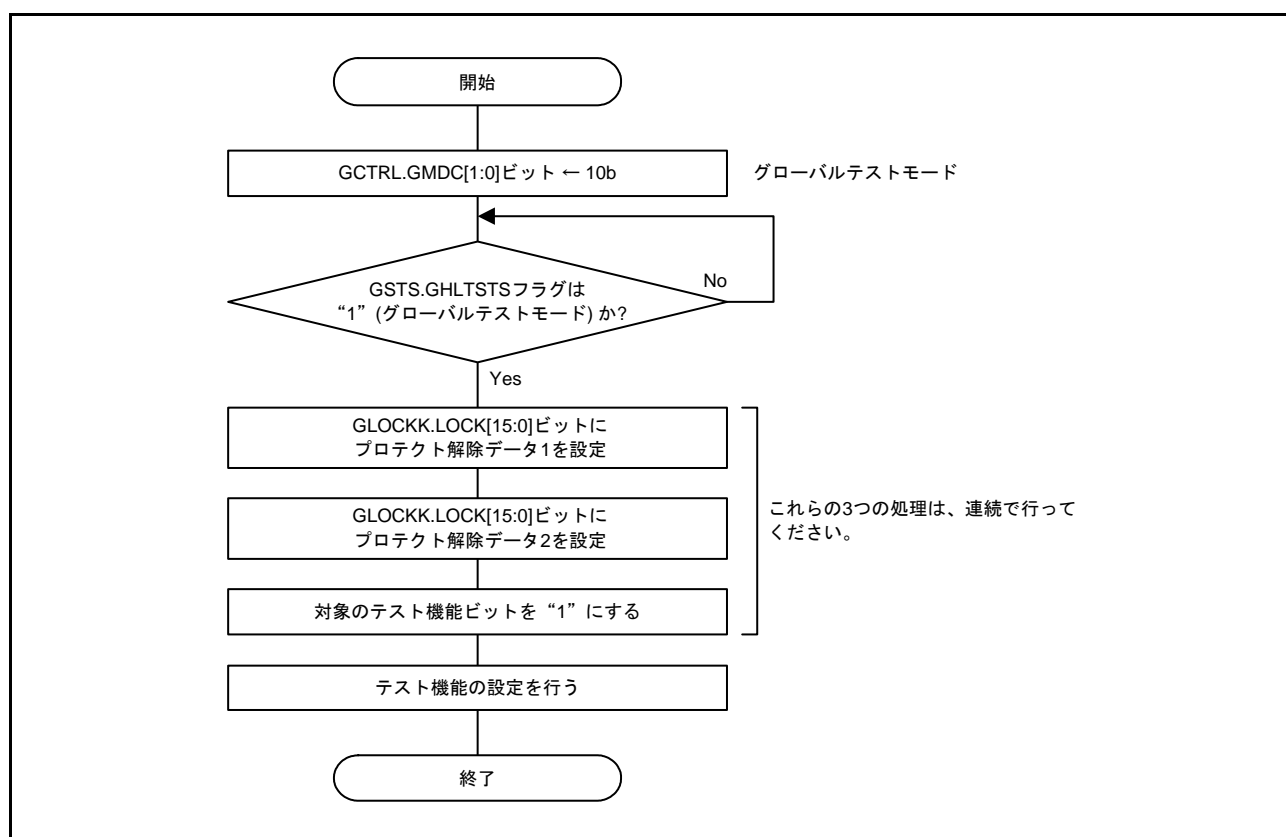 開始
GCTRL.GMDC[1:0]ビット ← 10b
グローバルテストモード
GSTS.GHLTSTSフラグは
“1” (グローバルテストモード) か?
No
Yes
GLOCKK.LOCK[15:0]ビットに
プロテクト解除データ1を設定
GLOCKK.LOCK[15:0]ビットに
プロテクト解除データ2を設定
これらの3つの処理は、連続で行って
ください。
対象のテスト機能ビットを “1” にする
テスト機能の設定を行う
終了